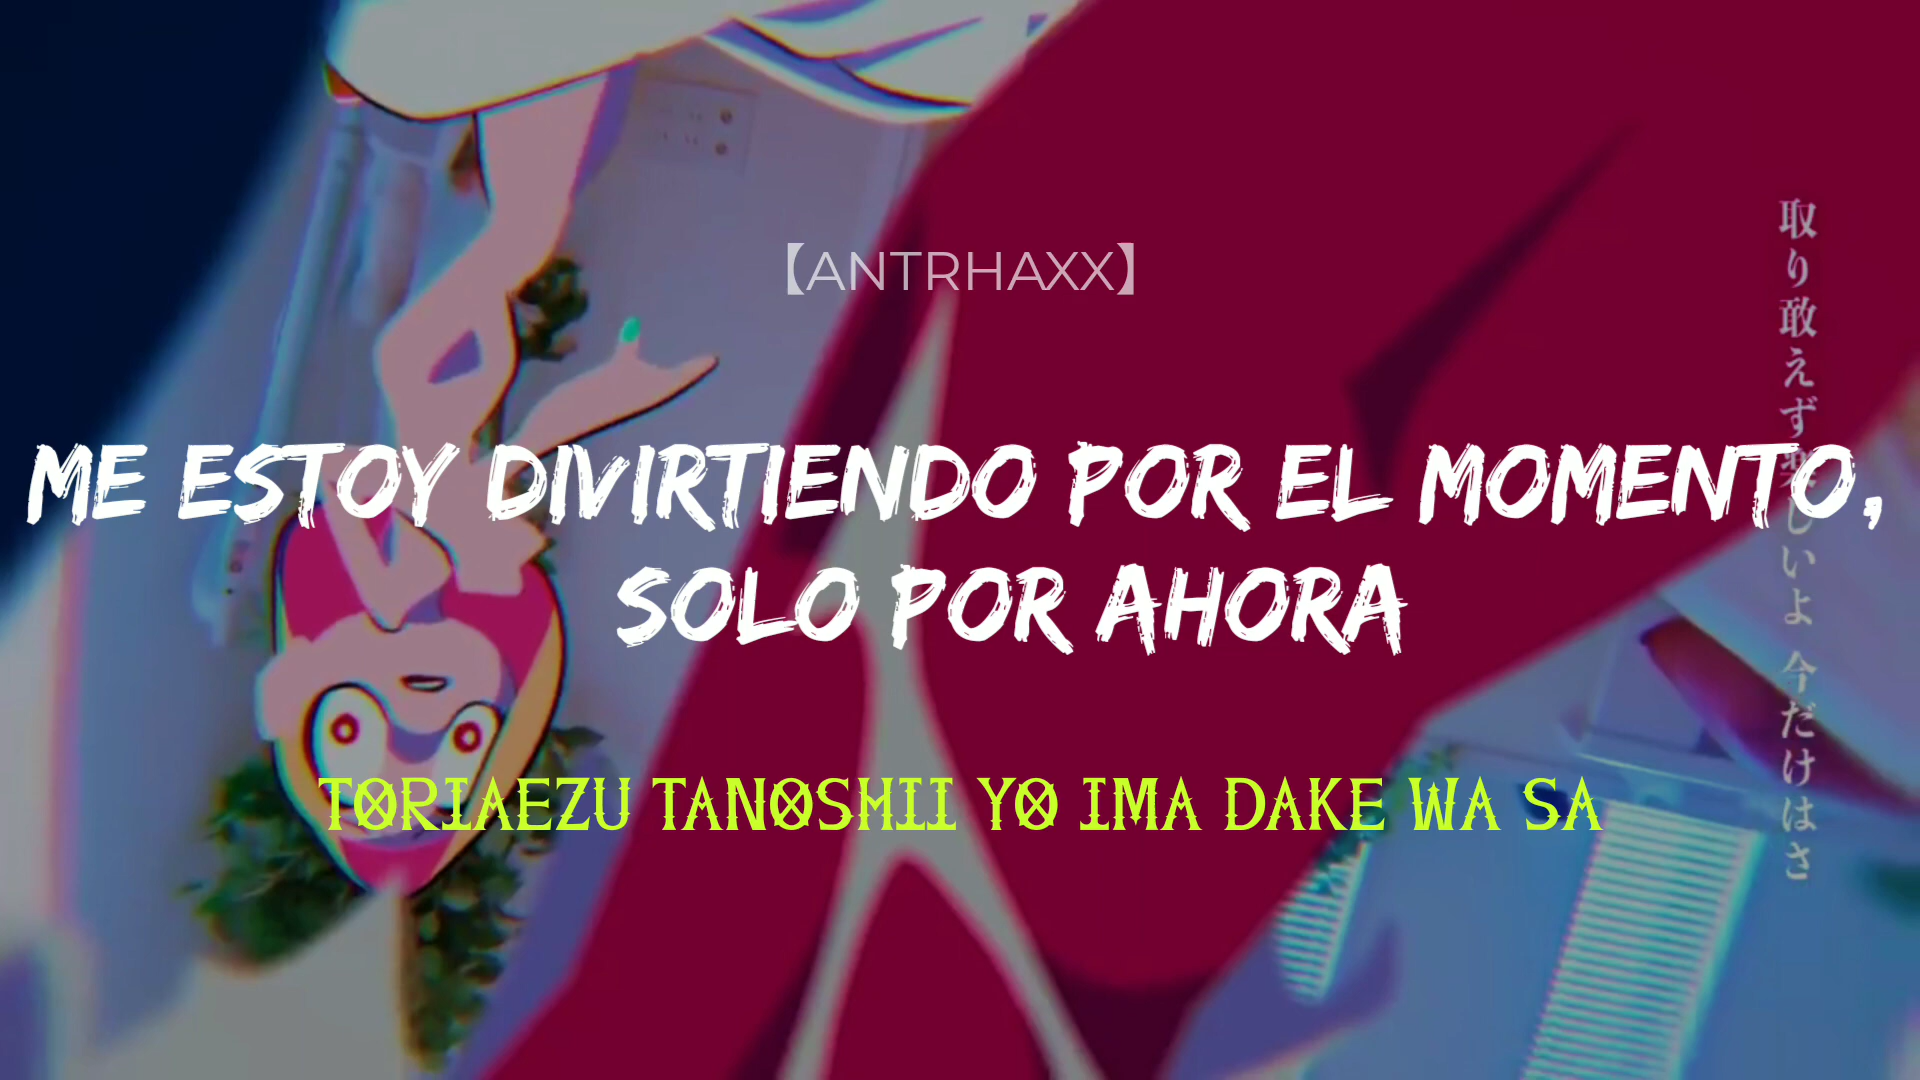 【ANTRHAXX】
ME ESTOY DIVIRTIENDO POR EL MOMENTO,
SOLO POR AHORA
TORIAEZU TANOSHII YO IMA DAKE WA SA
取り敢えず楽しいよ 今だけはさ